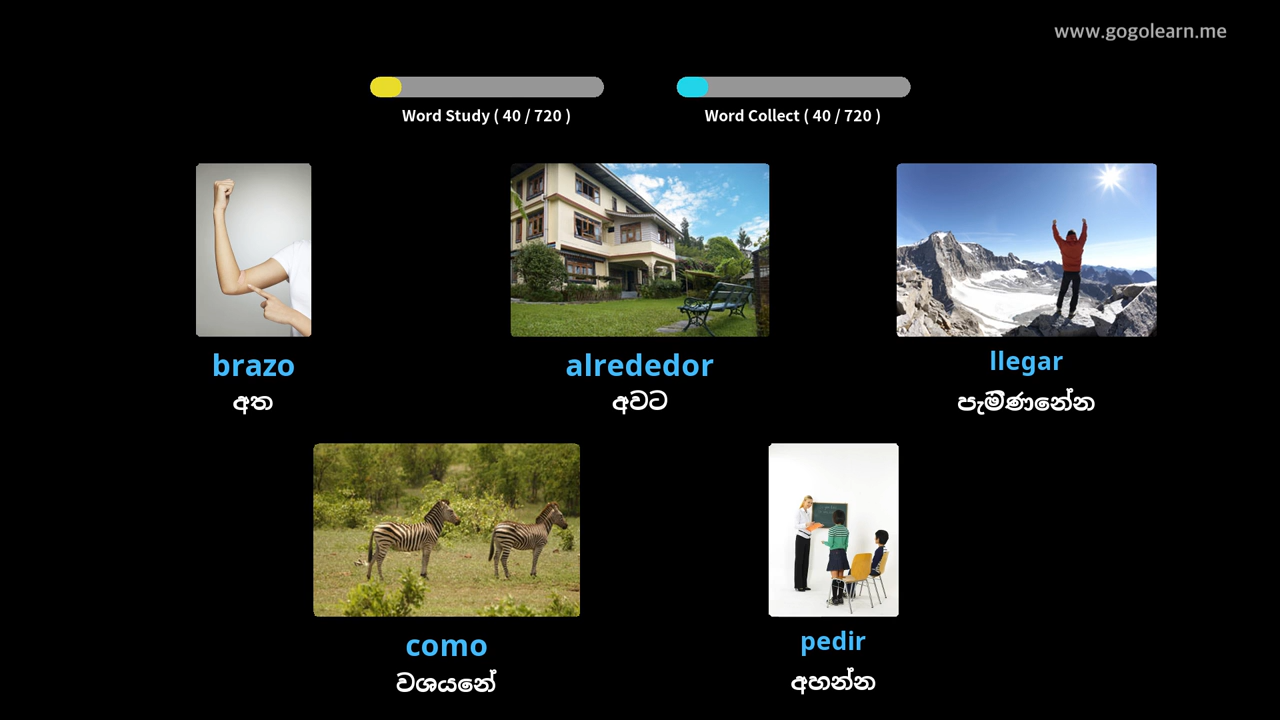 www.gogolearn.me
Word Study ( 40 / 720 )
Word Collect ( 40 / 720 )
brazo
අත
alrededor
අවට
llegar
පැමිණෙන්න
como
වශයෙන්
pedir
අහන්න